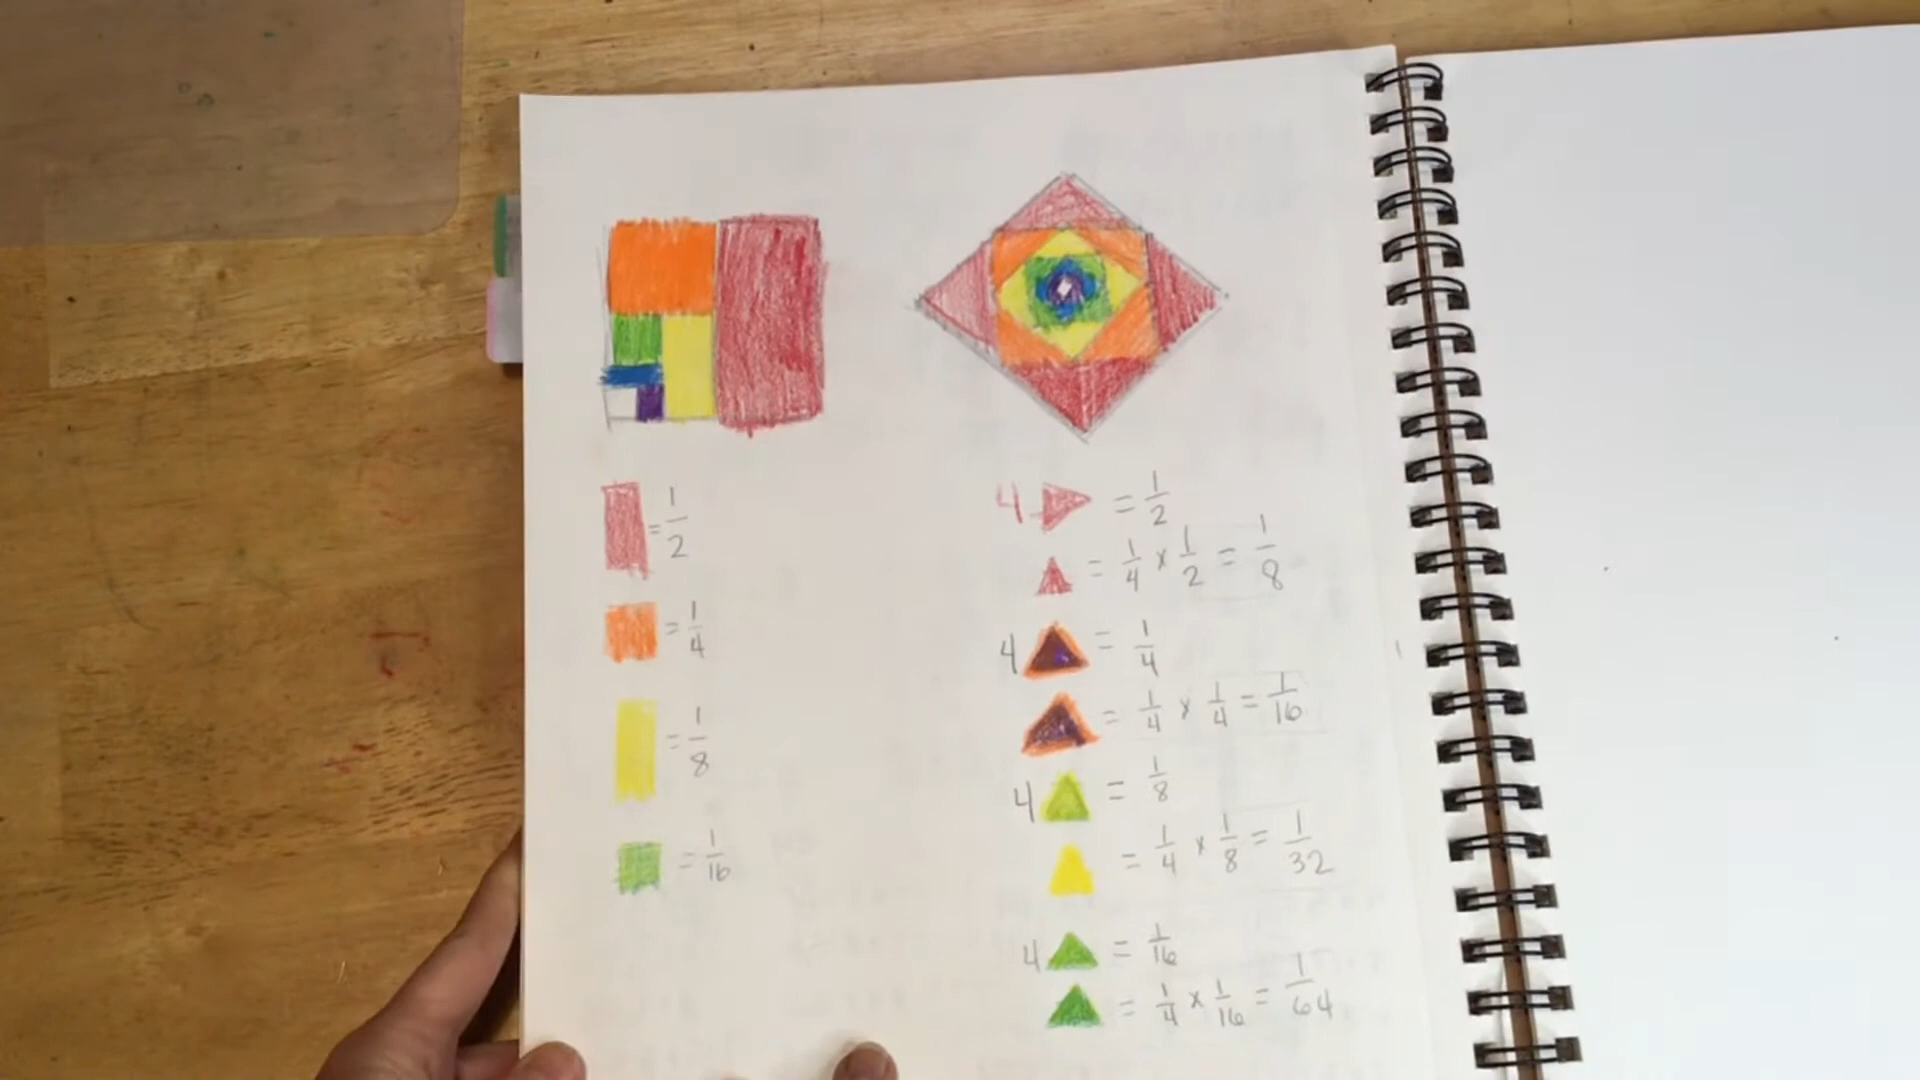 = 1/2
= 1/4
= 1/8
= 1/16
4 = 1/2
= 1/4 x 1/2 = 1/8
4 = 1/4
= 1/4 x 1/4 = 1/16
4 = 1/8
= 1/4 x 1/8 = 1/32
4 = 1/16
= 1/4 x 1/16 = 1/64